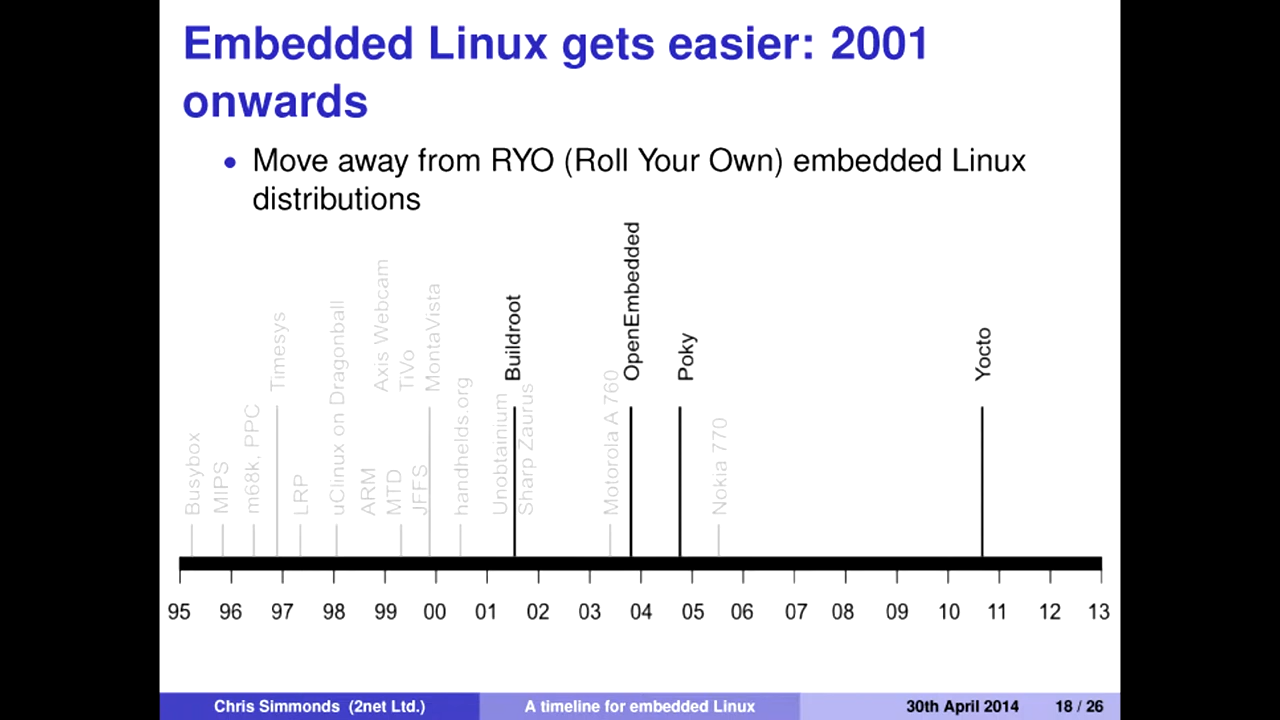 Embedded Linux gets easier: 2001
onwards
• Move away from RYO (Roll Your Own) embedded Linux
distributions
Busybox
MIPS
m68k, PPC
Timesys
LRP
uClinux on Dragonball
ARM
Axis Webcam
MTD
TiVo
JFFS
MontaVista
handhelds.org
Unobtainium
Buildroot
Sharp Zaurus
Motorola A 760
OpenEmbedded
Poky
Nokia 770
Yocto
95 96 97 98 99 00 01 02 03 04 05 06 07 08 09 10 11 12 13
Chris Simmonds (2net Ltd.) A timeline for embedded Linux 30th April 2014 18 / 26